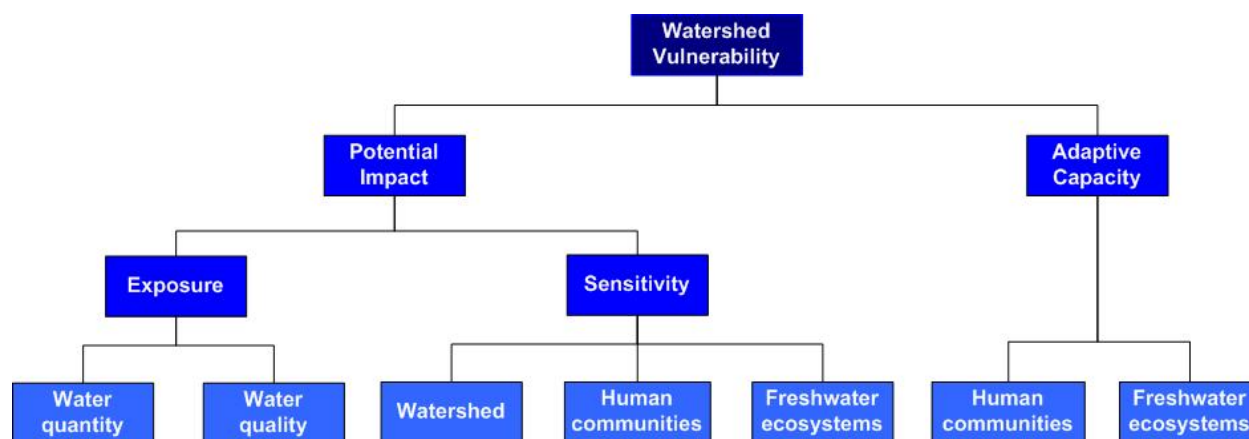 Watershed
Vulnerability
Potential
Impact
Adaptive
Capacity
Exposure
Sensitivity
Water
quantity
Water
quality
Watershed
Human
communities
Freshwater
ecosystems
Human
communities
Freshwater
ecosystems